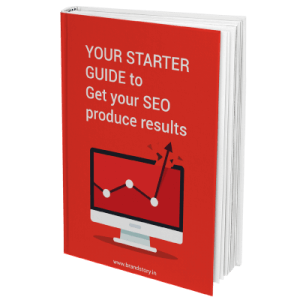 YOUR STARTER
GUIDE to
Get your SEO
produce results
www.brandstory.in